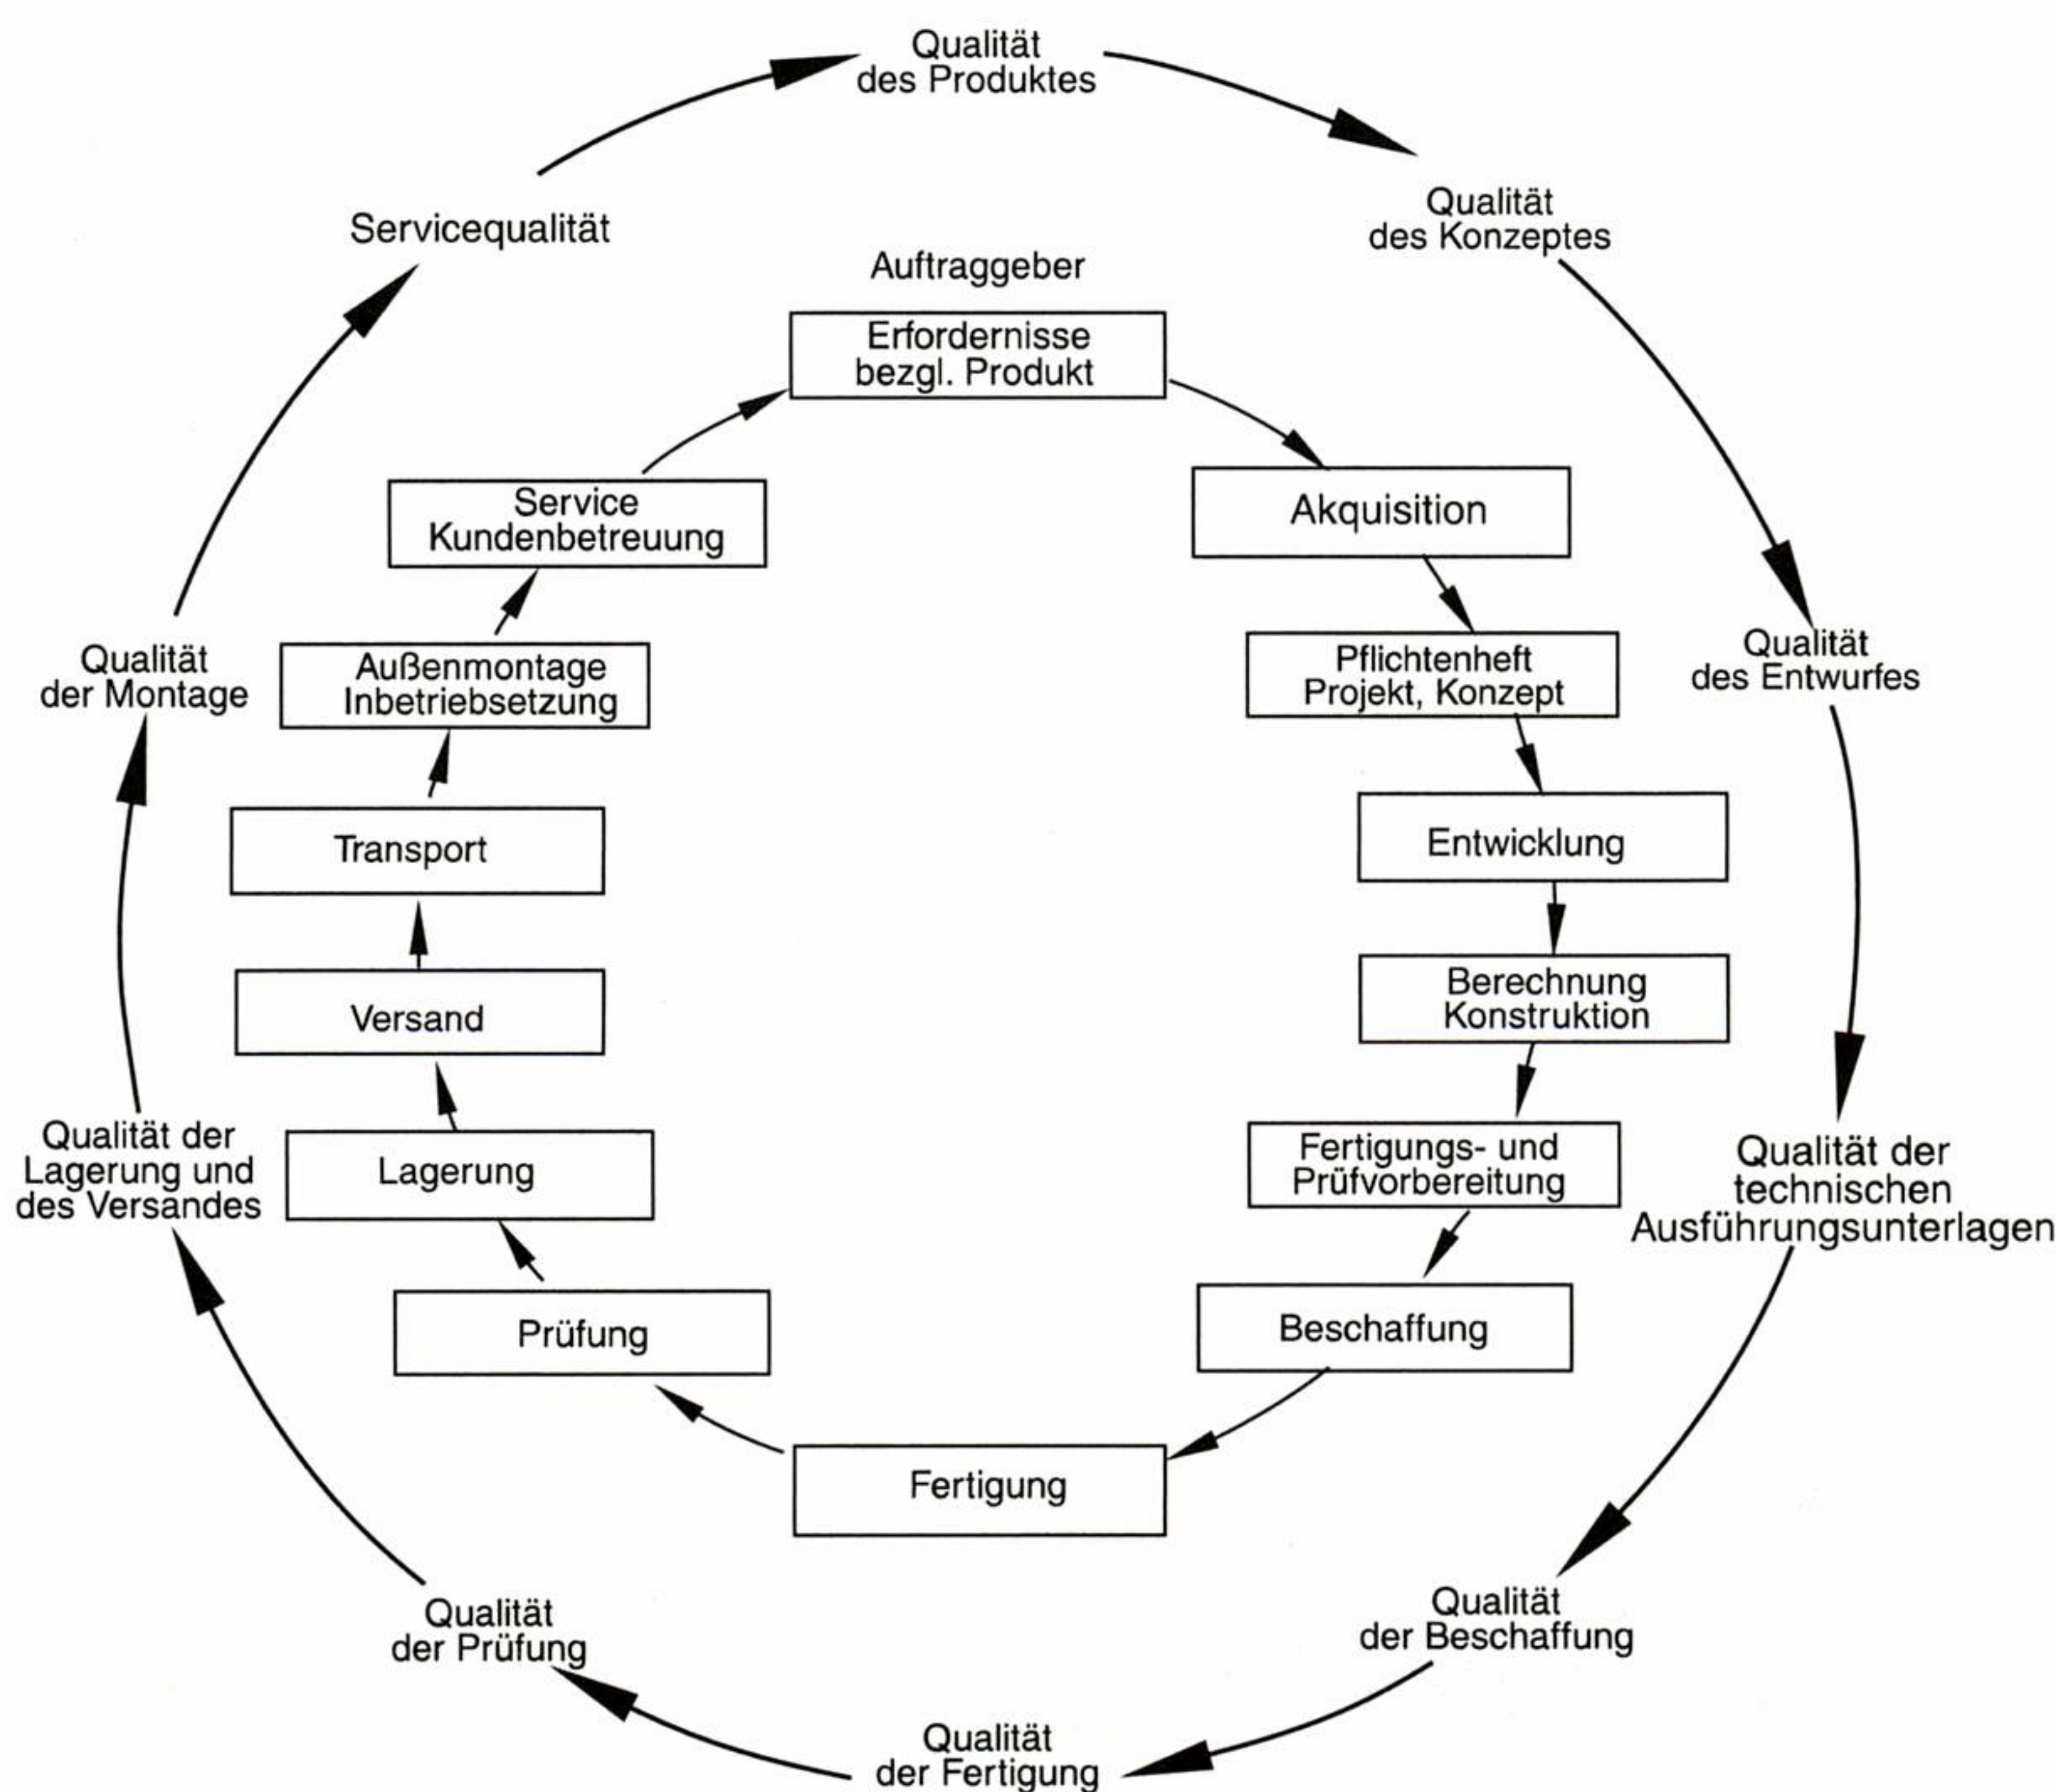 Qualität
des Produktes
Qualität
des Konzeptes
Qualität
des Entwurfes
Qualität der
technischen
Ausführungsunterlagen
Qualität
der Beschaffung
Qualität
der Fertigung
Qualität
der Prüfung
Qualität der
Lagerung und
des Versandes
Qualität
der Montage
Servicequalität
Auftraggeber
Erfordernisse
bezgl. Produkt
Akquisition
Pflichtenheft
Projekt, Konzept
Entwicklung
Berechnung
Konstruktion
Fertigungs- und
Prüfvorbereitung
Beschaffung
Fertigung
Prüfung
Lagerung
Versand
Transport
Außenmontage
Inbetriebsetzung
Service
Kundenbetreuung